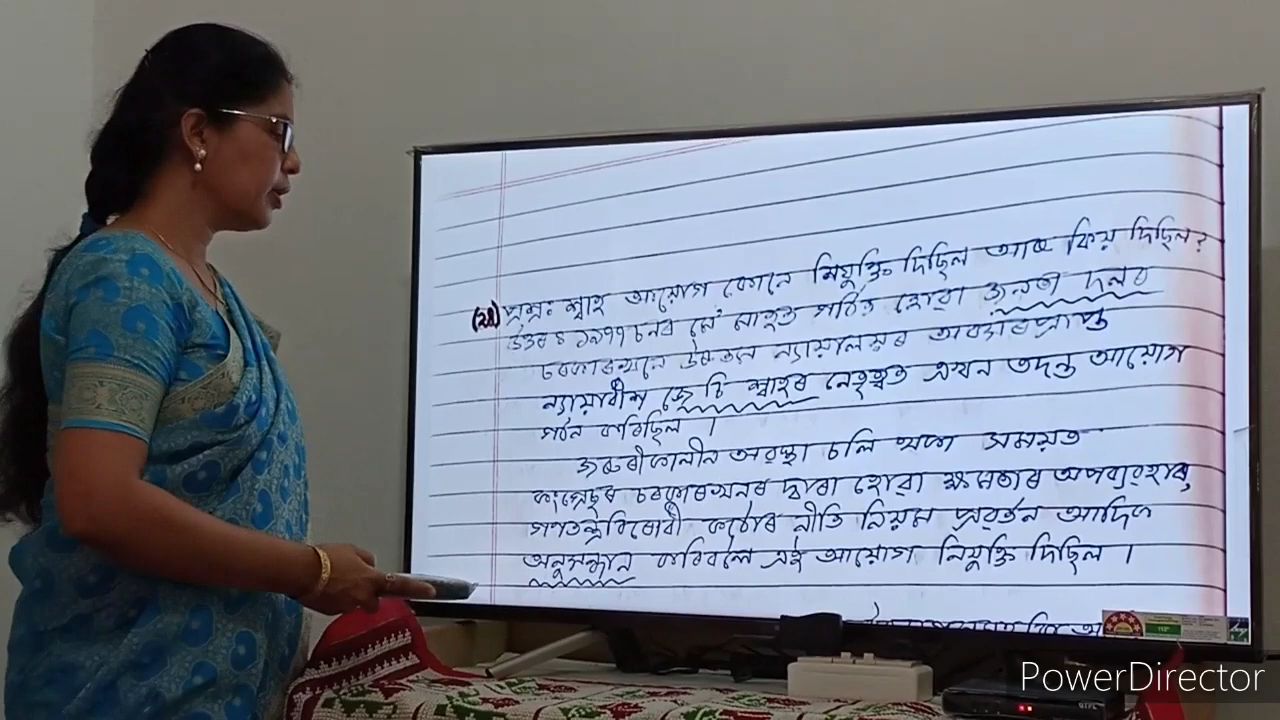 (28) প্ৰশ্ন: শ্বাহ আয়োগ কোনে নিযুক্তি দিছিল আৰু কিয় দিছিল?
উত্তৰঃ ১৯৭৭ চনৰ মে' মাহত গঠিত হোৱা জনতা দলৰ
চৰকাৰখনে উচ্চতম ন্যায়ালয়ৰ অৱসৰপ্ৰাপ্ত
ন্যায়াধীশ জে চি শ্বাহৰ নেতৃত্বত এখন তদন্ত আয়োগ
গঠন কৰিছিল ।
জৰুৰীকালীন অৱস্থা চলি থকা সময়ত
কংগ্ৰেছৰ চৰকাৰখনৰ দ্বাৰা হোৱা ক্ষমতাৰ অপব্যৱহাৰ,
গণতন্ত্ৰবিৰোধী কঠোৰ নীতি নিয়ম প্ৰৱৰ্তন আদিৰ
অনুসন্ধান কৰিবলৈ এই আয়োগ নিযুক্তি দিছিল ।
PowerDirector